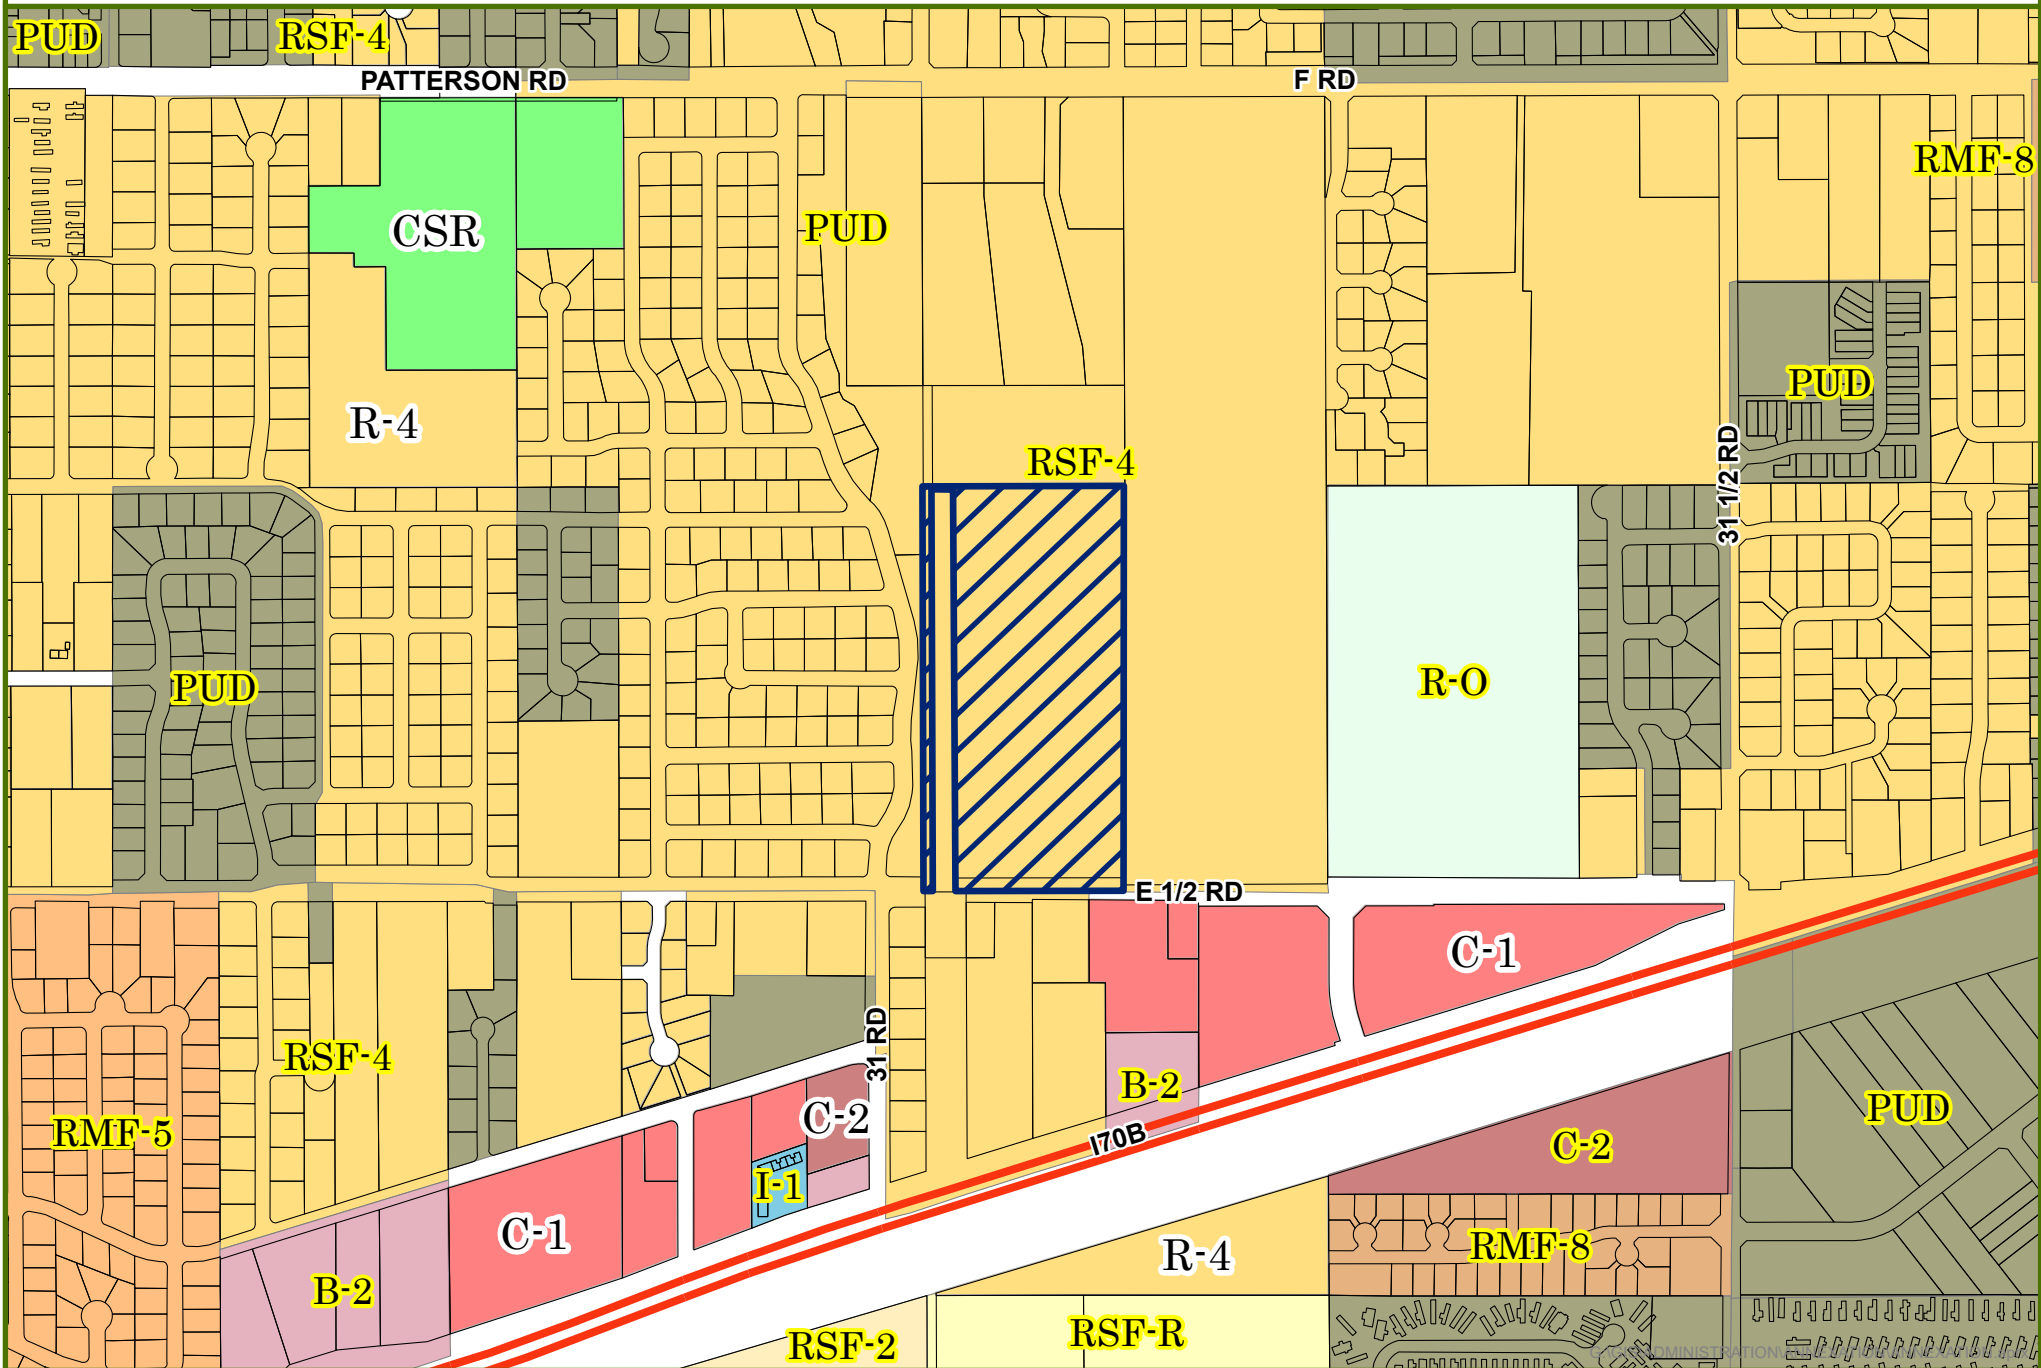 PUD
RSF-4
PATTERSON RD
F RD
RMF-8
CSR
PUD
PUD
R-4
RSF-4
31 1/2 RD
PUD
R-O
E 1/2 RD
C-1
31 RD
RSF-4
B-2
RMF-5
C-2
I70B
PUD
C-2
I-1
C-1
R-4
RMF-8
B-2
RSF-2
RSF-R